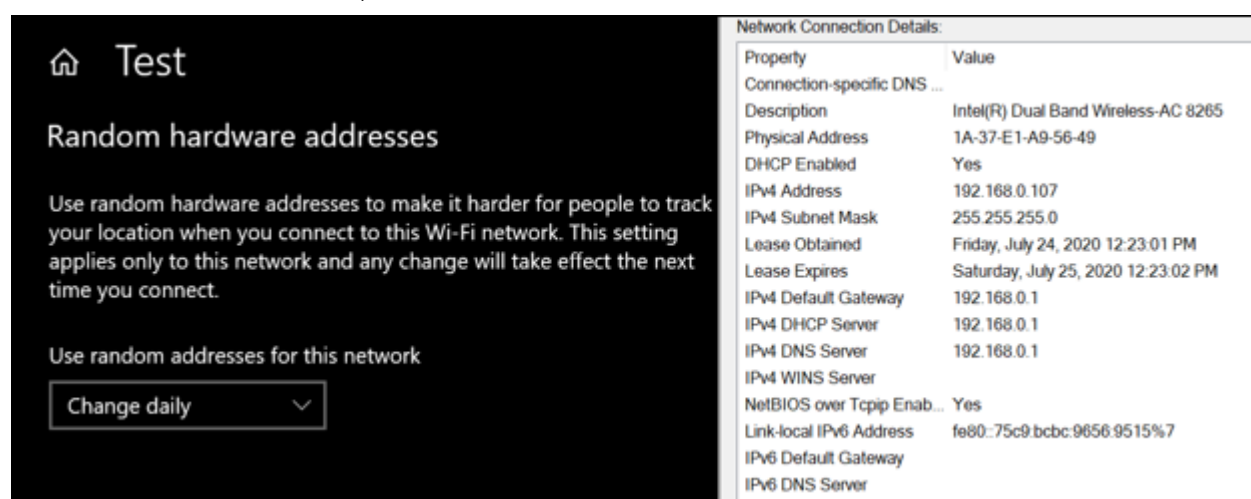 Test
Random hardware addresses
Use random hardware addresses to make it harder for people to track
your location when you connect to this Wi-Fi network. This setting
applies only to this network and any change will take effect the next
time you connect.
Use random addresses for this network
Change daily
Network Connection Details:
Property Value
Connection-specific DNS ...
Description Intel(R) Dual Band Wireless-AC 8265
Physical Address 1A-37-E1-A9-56-49
DHCP Enabled Yes
IPv4 Address 192.168.0.107
IPv4 Subnet Mask 255.255.255.0
Lease Obtained Friday, July 24, 2020 12:23:01 PM
Lease Expires Saturday, July 25, 2020 12:23:02 PM
IPv4 Default Gateway 192.168.0.1
IPv4 DHCP Server 192.168.0.1
IPv4 DNS Server 192.168.0.1
IPv4 WINS Server
NetBIOS over Tcpip Enab... Yes
Link-local IPv6 Address fe80::75c9:bcbc:9656:9515%7
IPv6 Default Gateway
IPv6 DNS Server